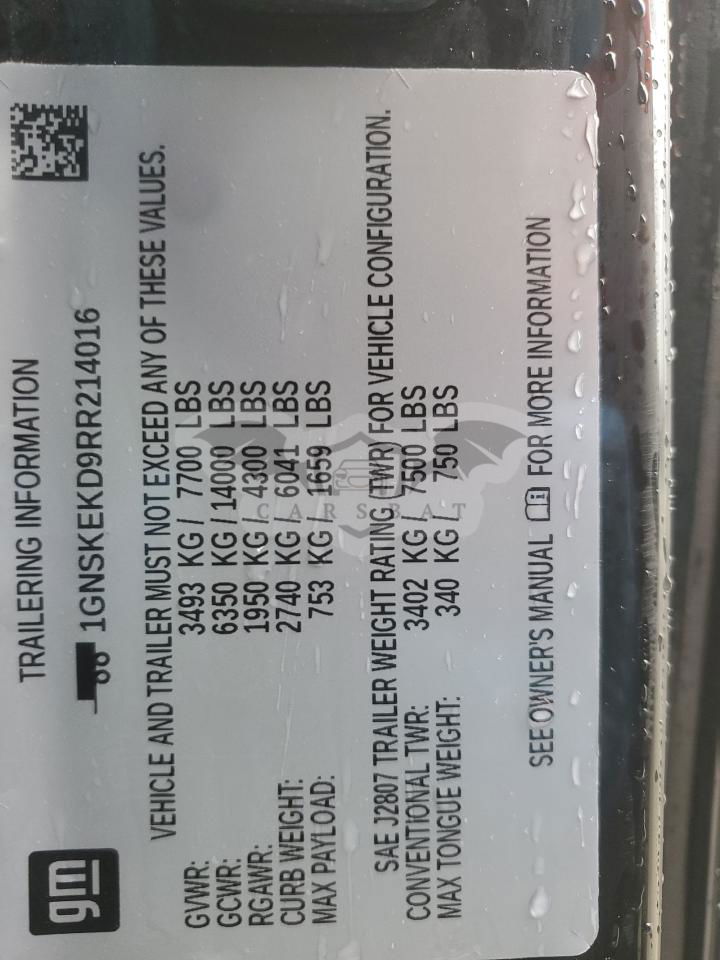 gm
TRAILERING INFORMATION
1GNSKEKD9RR214016
VEHICLE AND TRAILER MUST NOT EXCEED ANY OF THESE VALUES.
GVWR: 3493 KG / 7700 LBS
GCWR: 6350 KG / 14000 LBS
RGAWR: 1950 KG / 4300 LBS
CURB WEIGHT: 2740 KG / 6041 LBS
MAX PAYLOAD: 753 KG / 1659 LBS
SAE J2807 TRAILER WEIGHT RATING (TWR) FOR VEHICLE CONFIGURATION.
CONVENTIONAL TWR: 3402 KG / 7500 LBS
MAX TONGUE WEIGHT: 340 KG / 750 LBS
SEE OWNER'S MANUAL FOR MORE INFORMATION
CARSBAT